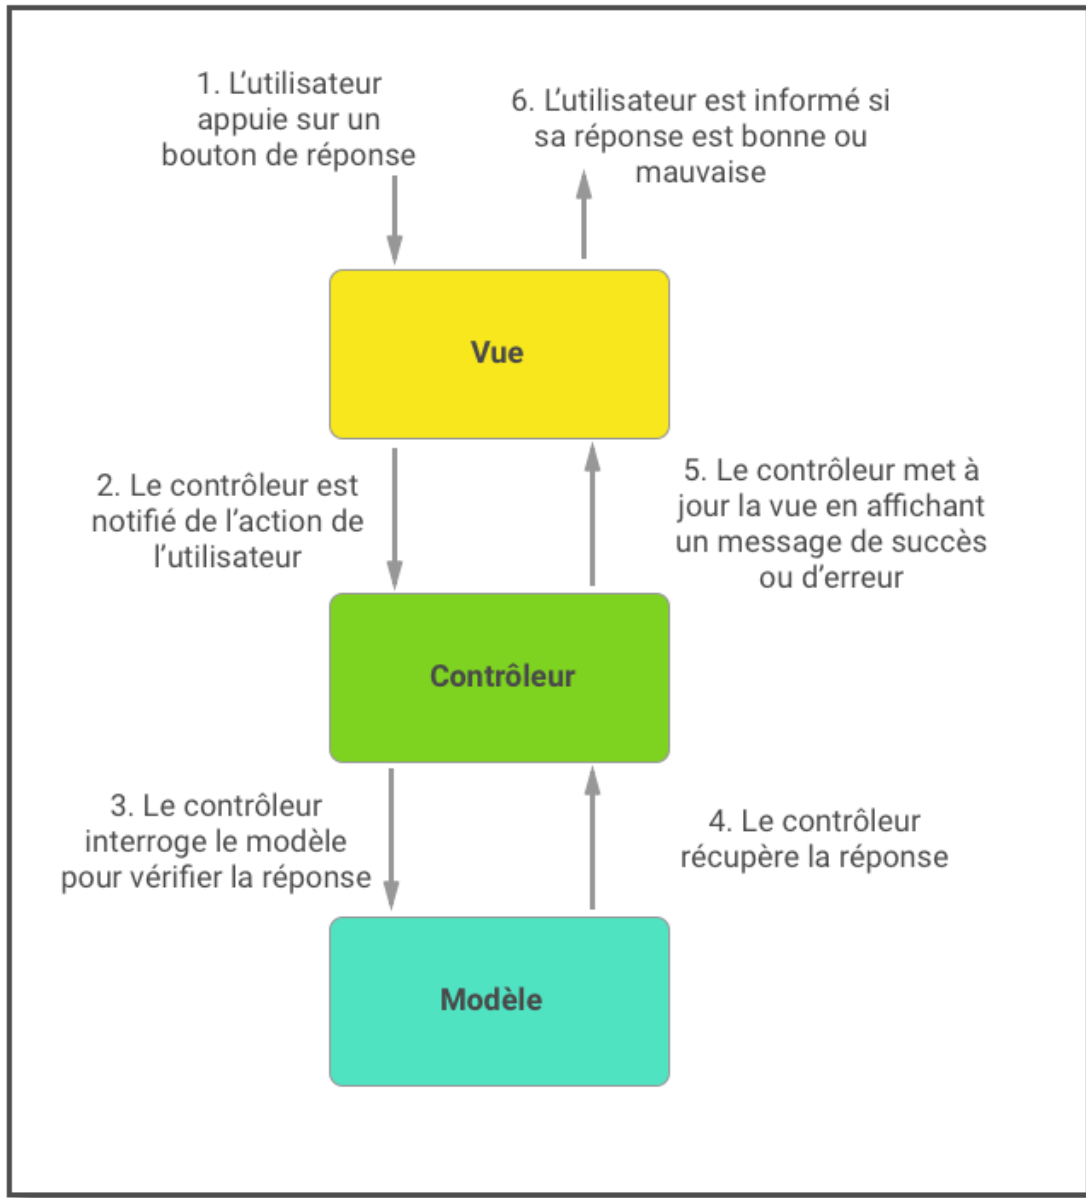 1. L’utilisateur
appuie sur un
bouton de réponse
6. L’utilisateur est informé si
sa réponse est bonne ou
mauvaise
Vue
2. Le contrôleur est
notifié de l’action de
l’utilisateur
5. Le contrôleur met à
jour la vue en affichant
un message de succès
ou d’erreur
Contrôleur
3. Le contrôleur
interroge le modèle
pour vérifier la réponse
4. Le contrôleur
récupère la réponse
Modèle